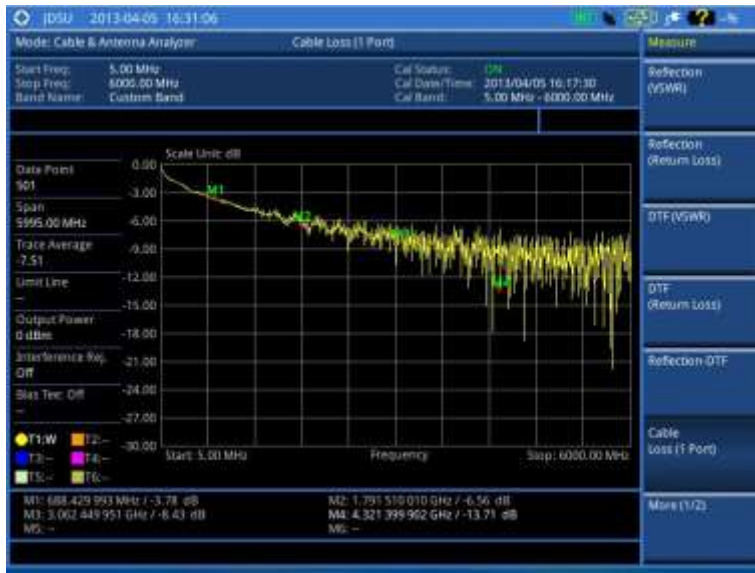 JDSU 2013-04-05 16:31:06
Mode: Cable & Antenna Analyzer
Cable Loss (1 Port)
Measure
Start Freq: 5.00 MHz
Stop Freq: 6000.00 MHz
Band Name: Custom Band
Cal Status: ON
Cal Date/Time: 2013/04/05 16:17:30
Cal Band: 5.00 MHz - 6000.00 MHz
Scale Unit: dB
Data Point
501
Span
5995.00 MHz
Trace Average
-7.51
Limit Line
--
Output Power
0 dBm
Interference Rej.
Off
Bias Tee: Off
--
T1:W T2:--
T3:-- T4:--
T5:-- T6:--
0.00
-3.00
-6.00
-9.00
-12.00
-15.00
-18.00
-21.00
-24.00
-27.00
-30.00
M1
M2
M3
M4
Start: 5.00 MHz
Frequency
Stop: 6000.00 MHz
M1: 688.429 993 MHz / -3.78 dB
M2: 1.791 510 010 GHz / -6.56 dB
M3: 3.062 449 951 GHz / -8.43 dB
M4: 4.321 399 902 GHz / -13.71 dB
M5: --
M6: --
Reflection
(VSWR)
Reflection
(Return Loss)
DTF (VSWR)
DTF
(Return Loss)
Reflection-DTF
Cable
Loss (1 Port)
More (1/2)